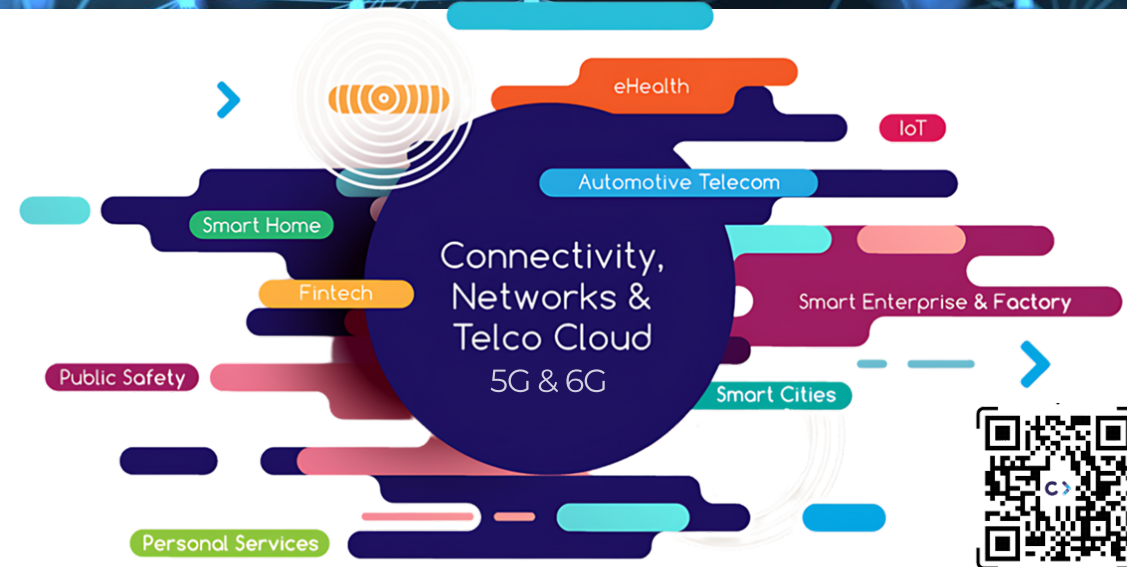 eHealth
IoT
Automotive Telecom
Smart Home
Connectivity,
Networks &
Telco Cloud
5G & 6G
Fintech
Smart Enterprise & Factory
Public Safety
Smart Cities
Personal Services